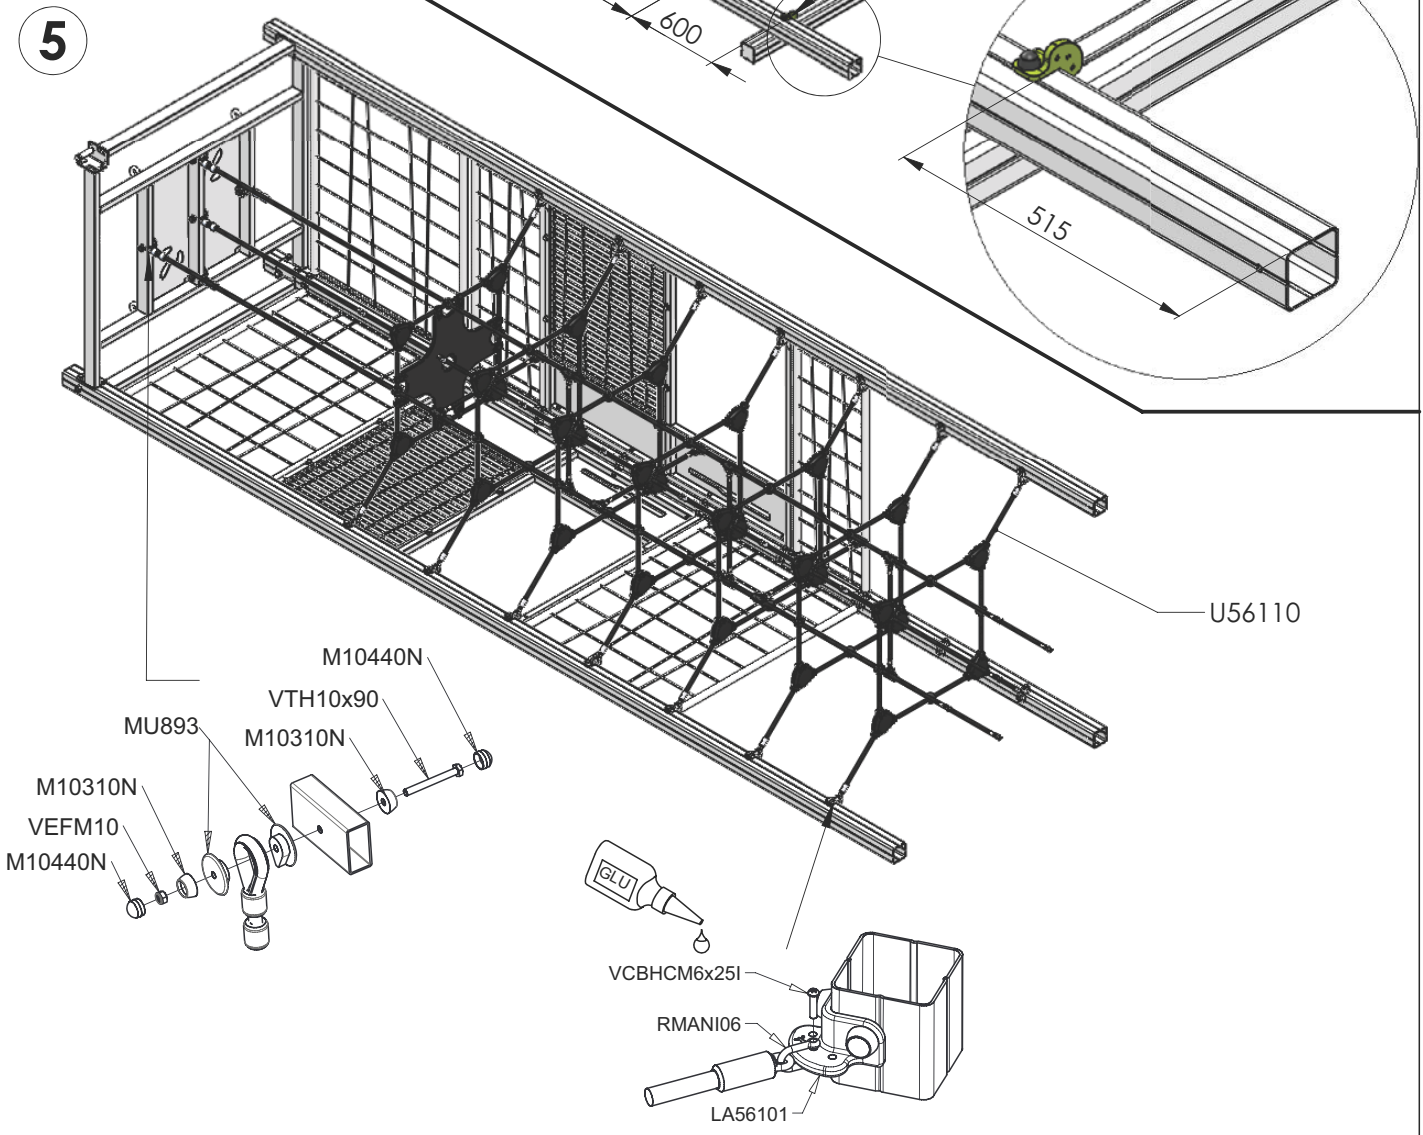 5
600
515
U56110
M10440N
VTH10x90
MU893
M10310N
M10310N
VEFM10
M10440N
GLU
VCBHCM6x25I
RMANI06
LA56101